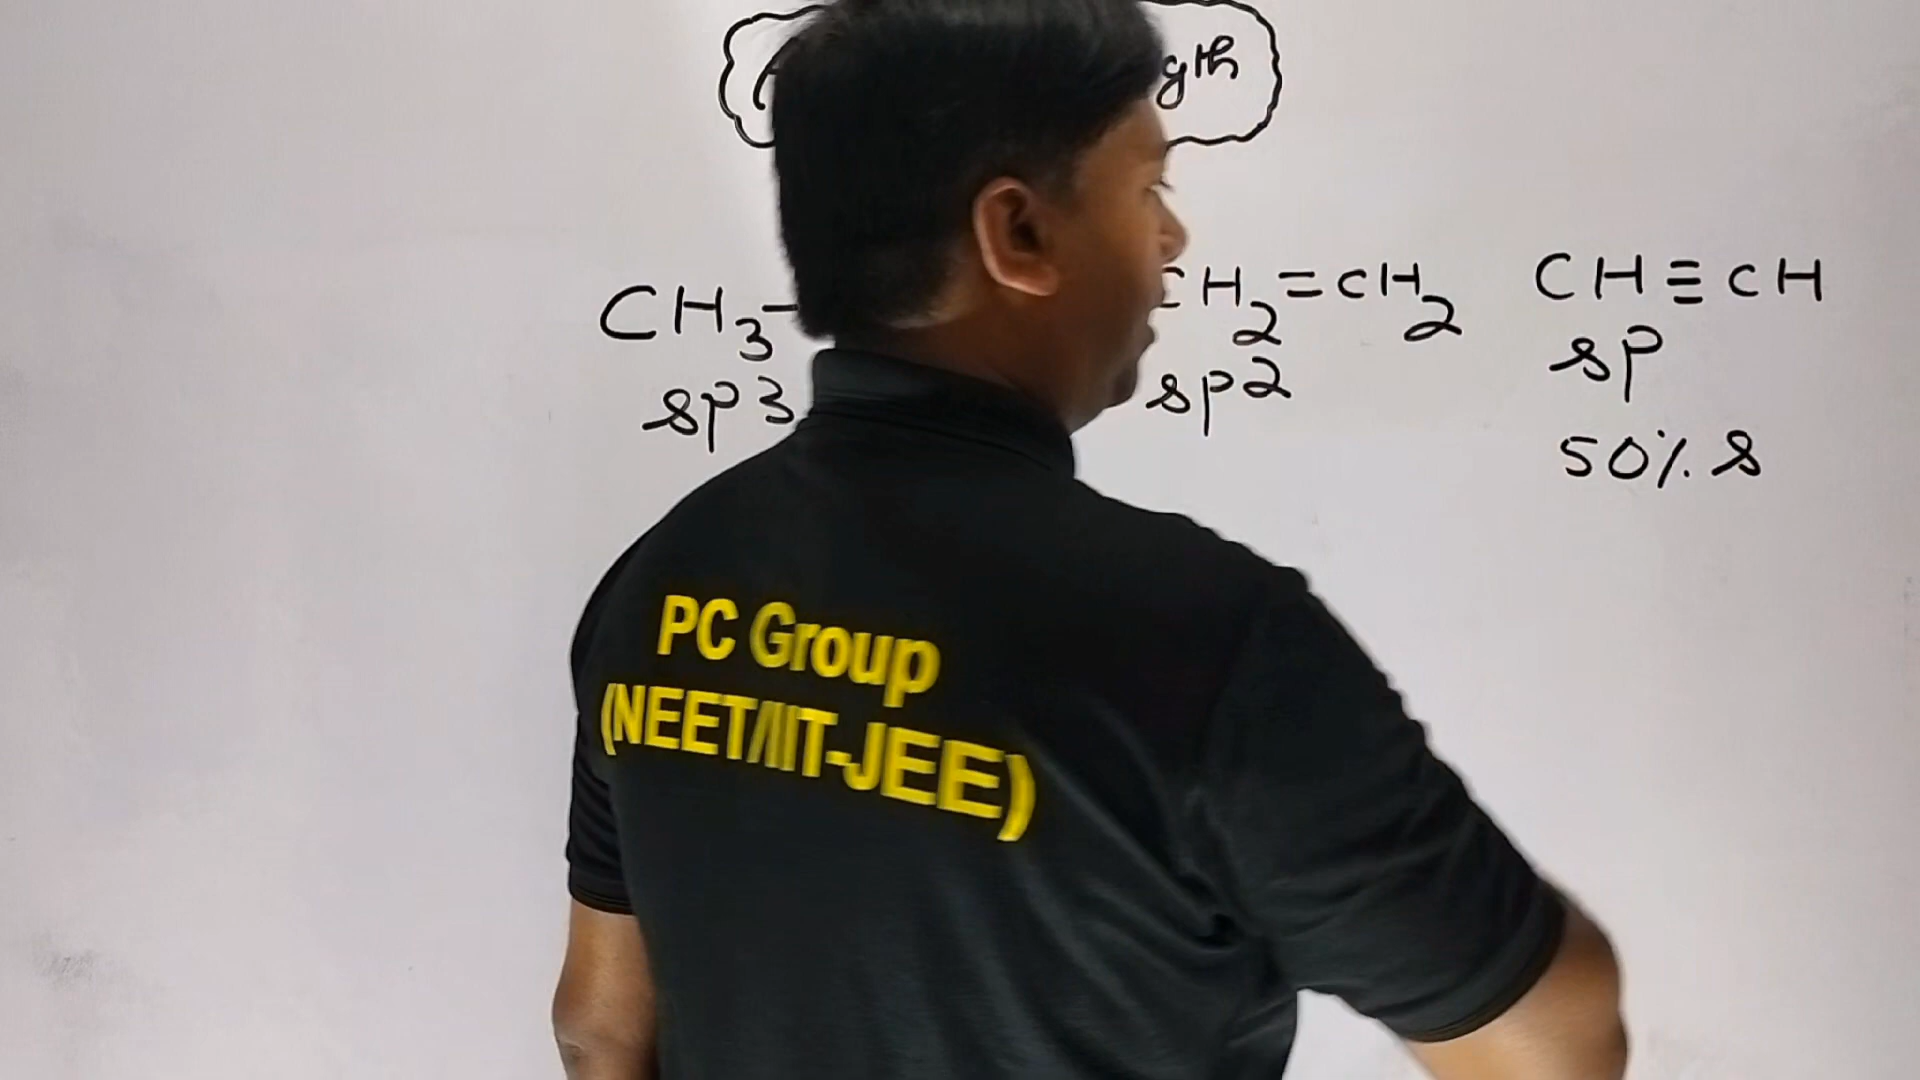 gth
CH3-
CH2=CH2
CH≡CH
sp3
sp2
sp
50% s
PC Group
(NEET/IIT-JEE)